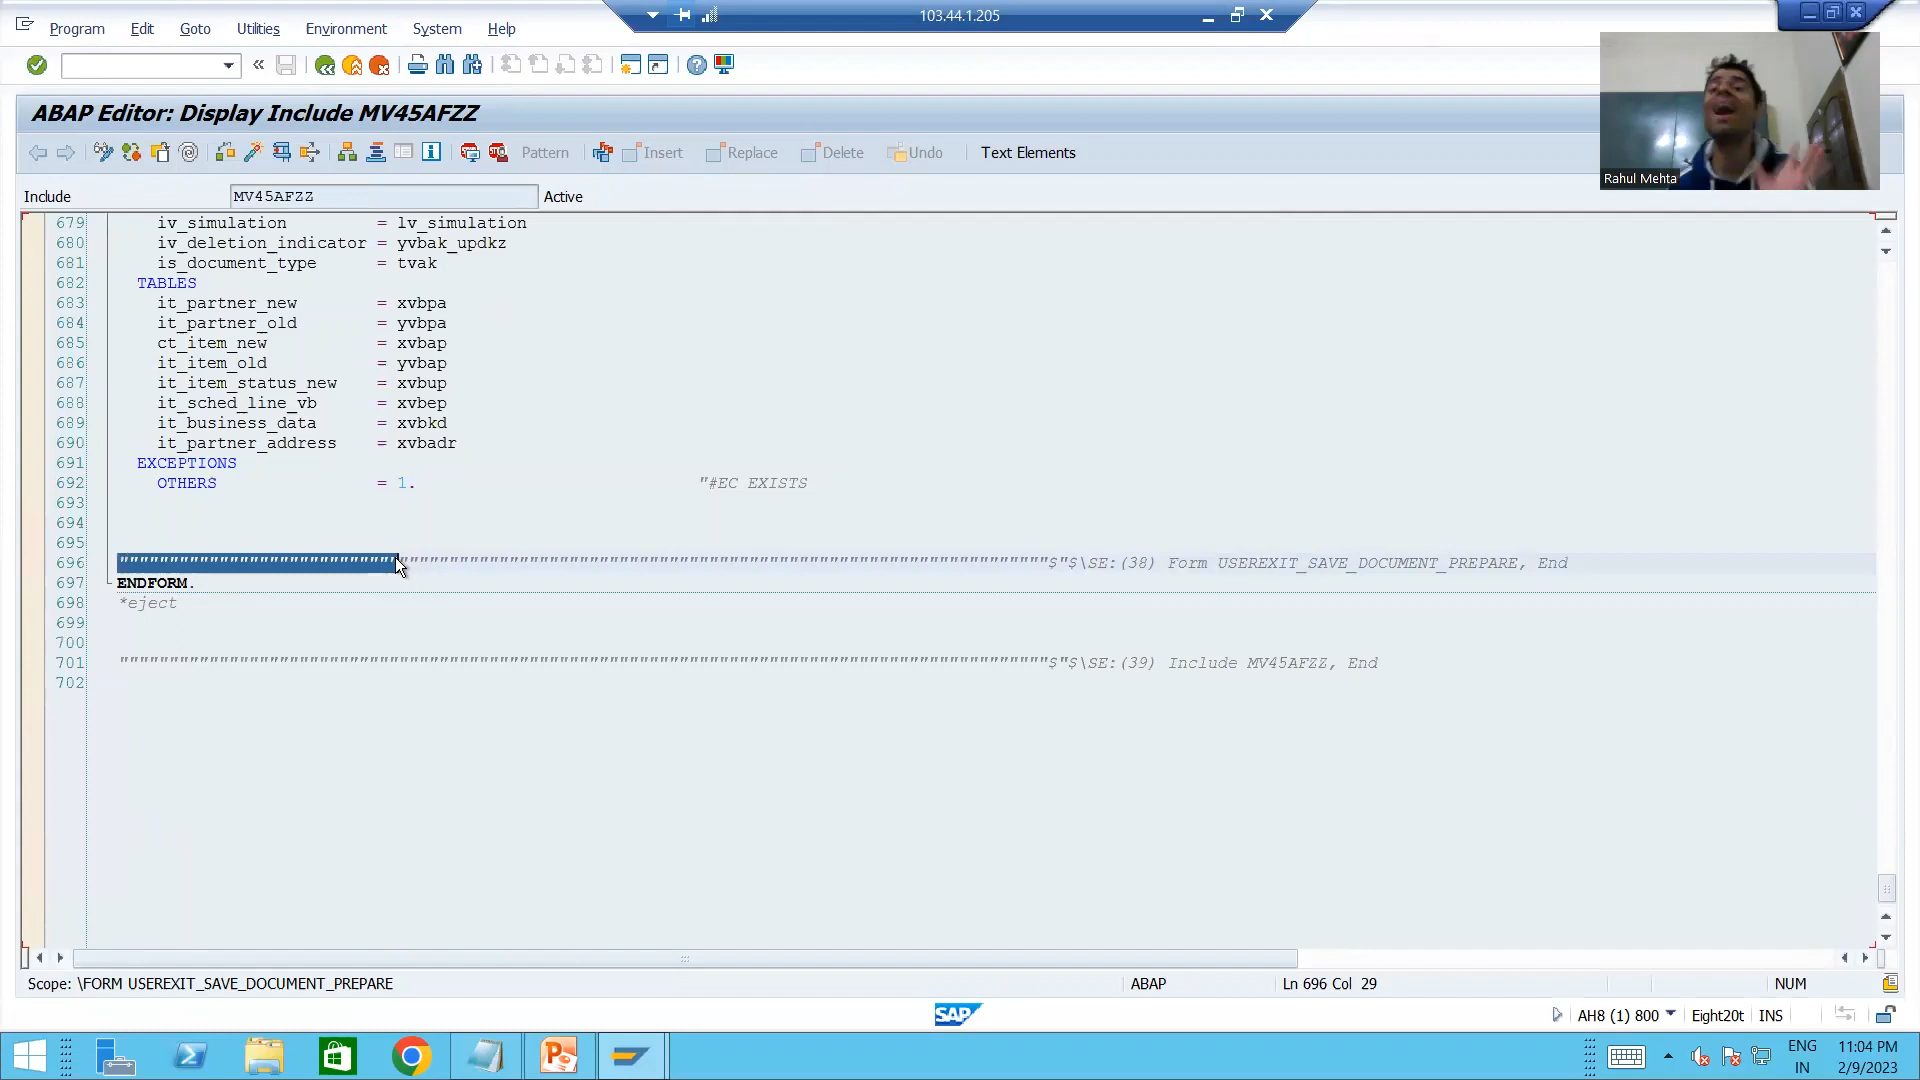 103.44.1.205
Program Edit Goto Utilities Environment System Help
ABAP Editor: Display Include MV45AFZZ
Pattern Insert Replace Delete Undo Text Elements
Rahul Mehta
Include MV45AFZZ Active
679 iv_simulation = lv_simulation
680 iv_deletion_indicator = yvbak_updkz
681 is_document_type = tvak
682 TABLES
683 it_partner_new = xvbpa
684 it_partner_old = yvbpa
685 ct_item_new = xvbap
686 it_item_old = yvbap
687 it_item_status_new = xvbup
688 it_sched_line_vb = xvbep
689 it_business_data = xvbkd
690 it_partner_address = xvbadr
691 EXCEPTIONS
692 OTHERS = 1. "#EC EXISTS
693
694
695
696 """""""""""""""""""""""""""""""""""""""""""""""""""""""""""""""""""""""""""""""""""""""""""""$"$\SE:(38) Form USEREXIT_SAVE_DOCUMENT_PREPARE, End
697 ENDFORM.
698 *eject
699
700
701 """""""""""""""""""""""""""""""""""""""""""""""""""""""""""""""""""""""""""""""""""""""""""""$"$\SE:(39) Include MV45AFZZ, End
702
Scope: \FORM USEREXIT_SAVE_DOCUMENT_PREPARE ABAP Ln 696 Col 29 NUM
SAP AH8 (1) 800 Eight20t INS
ENG 11:04 PM
IN 2/9/2023